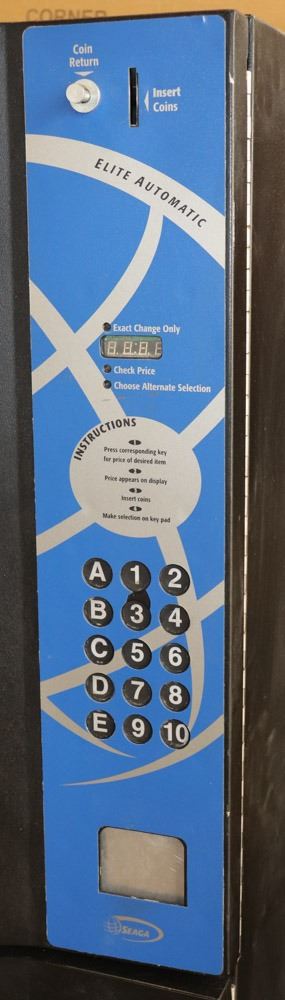 CORNER
Coin
Return
Insert
Coins
ELITE AUTOMATIC
Exact Change Only
Check Price
Choose Alternate Selection
INSTRUCTIONS
Press corresponding key
for price of desired item
Price appears on display
Insert coins
Make selection on key pad
A 1 2
B 3 4
C 5 6
D 7 8
E 9 10
SEAGA